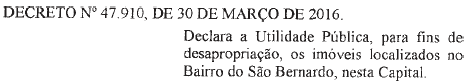 DECRETO Nº 47.910, DE 30 DE MARÇO DE 2016.
Declara a Utilidade Pública, para fins de
desapropriação, os imóveis localizados no
Bairro do São Bernardo, nesta Capital.